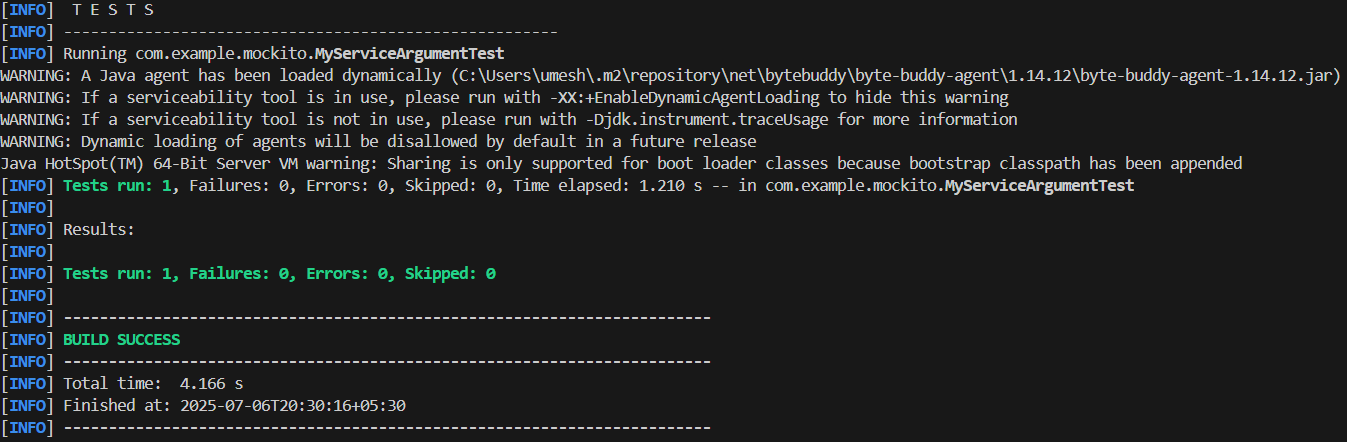 [INFO]  T E S T S
[INFO] -------------------------------------------------------
[INFO] Running com.example.mockito.MyServiceArgumentTest
WARNING: A Java agent has been loaded dynamically (C:\Users\umesh\.m2\repository\net\bytebuddy\byte-buddy-agent\1.14.12\byte-buddy-agent-1.14.12.jar)
WARNING: If a serviceability tool is in use, please run with -XX:+EnableDynamicAgentLoading to hide this warning
WARNING: If a serviceability tool is not in use, please run with -Djdk.instrument.traceUsage for more information
WARNING: Dynamic loading of agents will be disallowed by default in a future release
Java HotSpot(TM) 64-Bit Server VM warning: Sharing is only supported for boot loader classes because bootstrap classpath has been appended
[INFO] Tests run: 1, Failures: 0, Errors: 0, Skipped: 0, Time elapsed: 1.210 s -- in com.example.mockito.MyServiceArgumentTest
[INFO]
[INFO] Results:
[INFO]
[INFO] Tests run: 1, Failures: 0, Errors: 0, Skipped: 0
[INFO]
[INFO] ------------------------------------------------------------------------
[INFO] BUILD SUCCESS
[INFO] ------------------------------------------------------------------------
[INFO] Total time:  4.166 s
[INFO] Finished at: 2025-07-06T20:30:16+05:30
[INFO] ------------------------------------------------------------------------